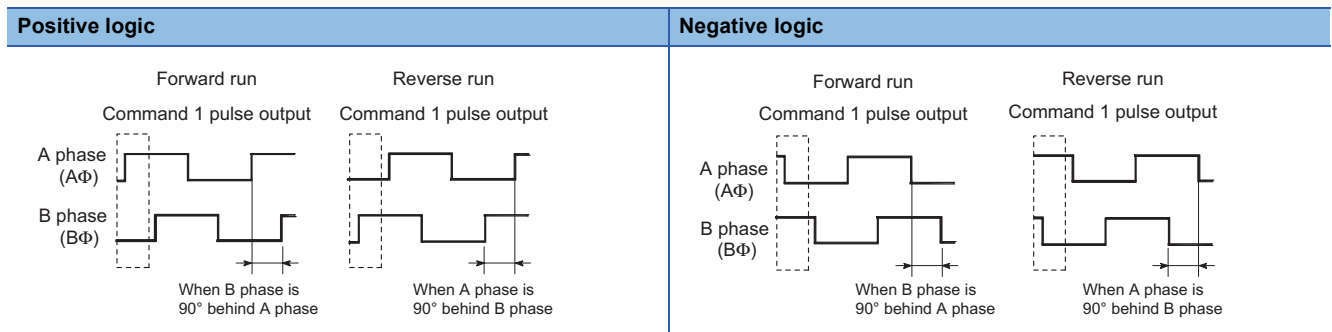 Positive logic
Forward run
Reverse run
Command 1 pulse output
Command 1 pulse output
A phase
(AΦ)
B phase
(BΦ)
When B phase is
90° behind A phase
When A phase is
90° behind B phase
Negative logic
Forward run
Reverse run
Command 1 pulse output
Command 1 pulse output
A phase
(AΦ)
B phase
(BΦ)
When B phase is
90° behind A phase
When A phase is
90° behind B phase